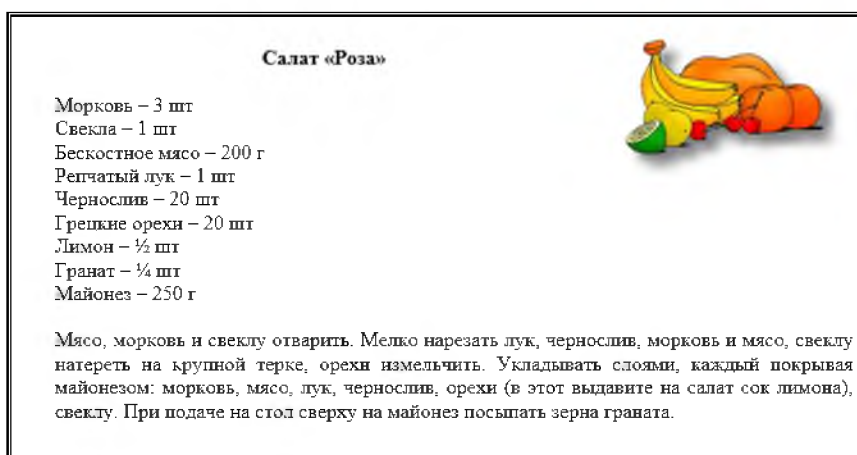 Салат «Роза»
Морковь – 3 шт
Свекла – 1 шт
Бескостное мясо – 200 г
Репчатый лук – 1 шт
Чернослив – 20 шт
Грецкие орехи – 20 шт
Лимон – ½ шт
Гранат – ¼ шт
Майонез – 250 г
Мясо, морковь и свеклу отварить. Мелко нарезать лук, чернослив, морковь и мясо, свеклу
натереть на крупной терке, орехи измельчить. Укладывать слоями, каждый покрывая
майонезом: морковь, мясо, лук, чернослив, орехи (в этот выдавите на салат сок лимона),
свеклу. При подаче на стол сверху на майонез посыпать зерна граната.